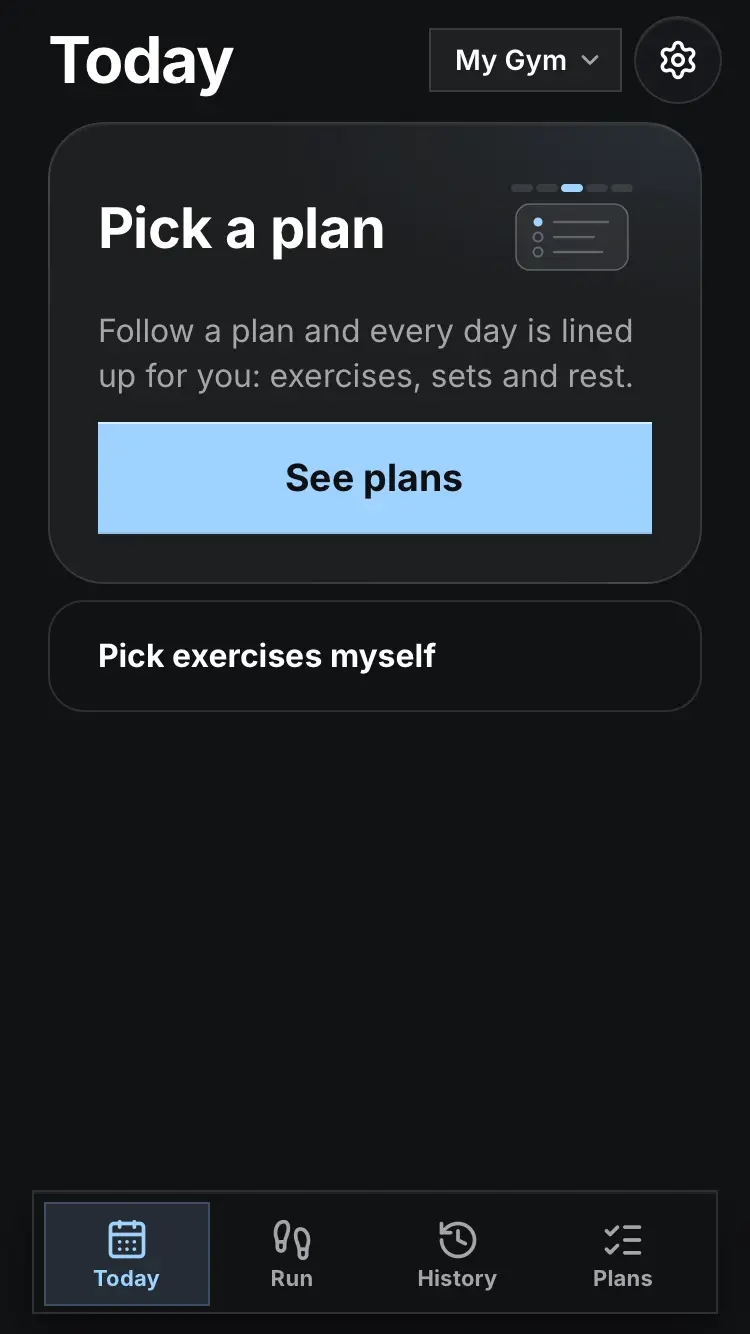 Today
My Gym
Pick a plan
Follow a plan and every day is lined
up for you: exercises, sets and rest.
See plans
Pick exercises myself
Today
Run
History
Plans